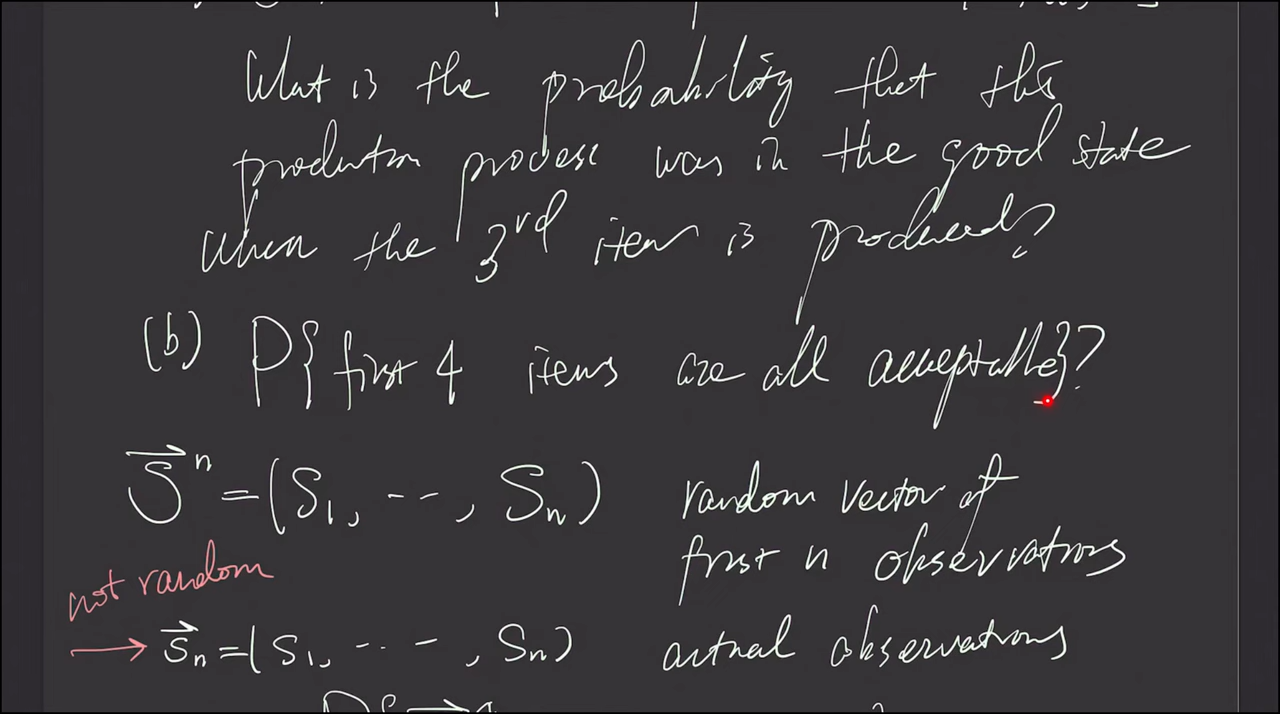 What is the probability that this
production process was in the good state
when the 3rd item is produced?
(b) P{first 4 items are all acceptable}?
S⃗ⁿ = (S₁, ..., Sₙ) random vector of
first n observations
not random
→ s⃗ₙ = (s₁, ..., sₙ) actual observations